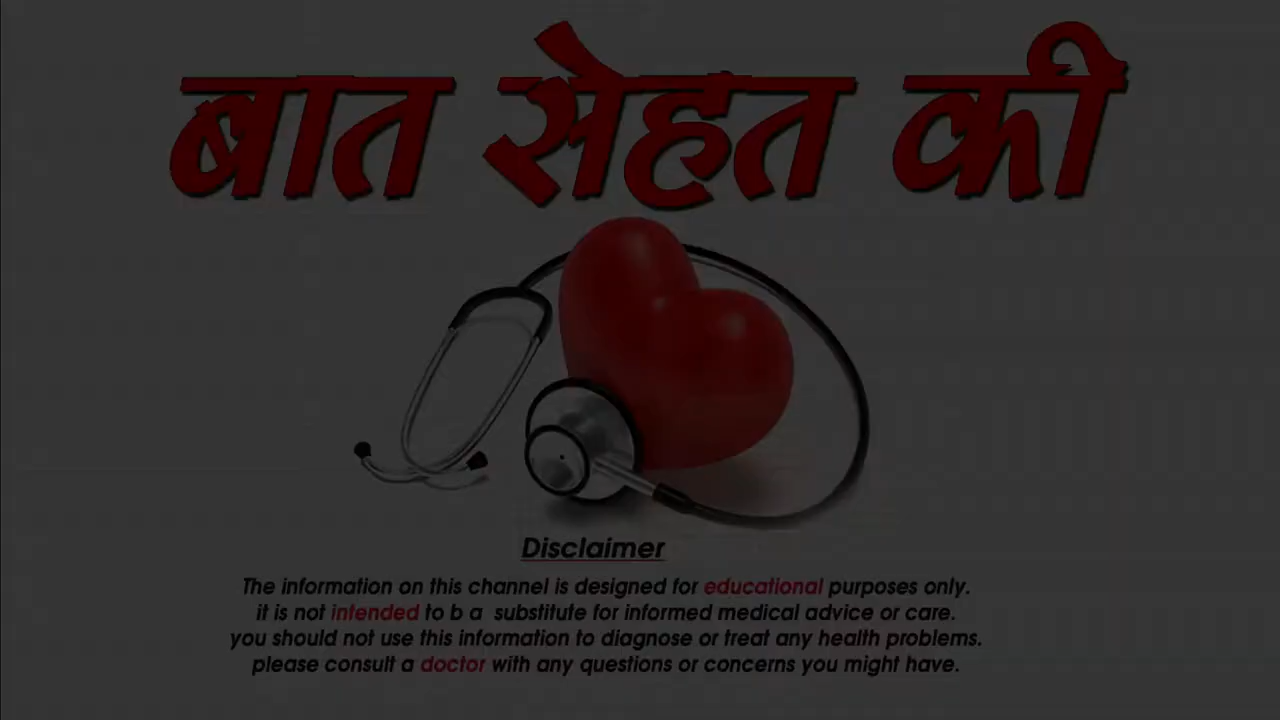 बात सेहत की
Disclaimer
The information on this channel is designed for educational purposes only.
it is not intended to b a substitute for informed medical advice or care.
you should not use this information to diagnose or treat any health problems.
please consult a doctor with any questions or concerns you might have.